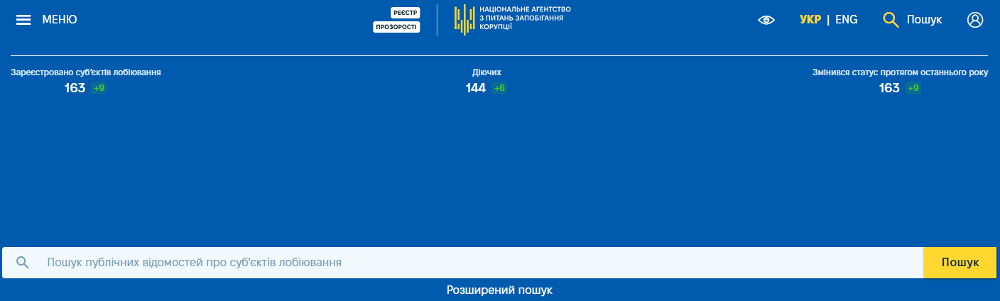 МЕНЮ
РЕЄСТР
ПРОЗОРОСТІ
НАЦІОНАЛЬНЕ АГЕНТСТВО
З ПИТАНЬ ЗАПОБІГАННЯ
КОРУПЦІЇ
УКР | ENG
Пошук
Зареєстровано суб'єктів лобіювання
163 +9
Діючих
144 +6
Змінився статус протягом останнього року
163 +9
Пошук публічних відомостей про суб'єктів лобіювання
Пошук
Розширений пошук